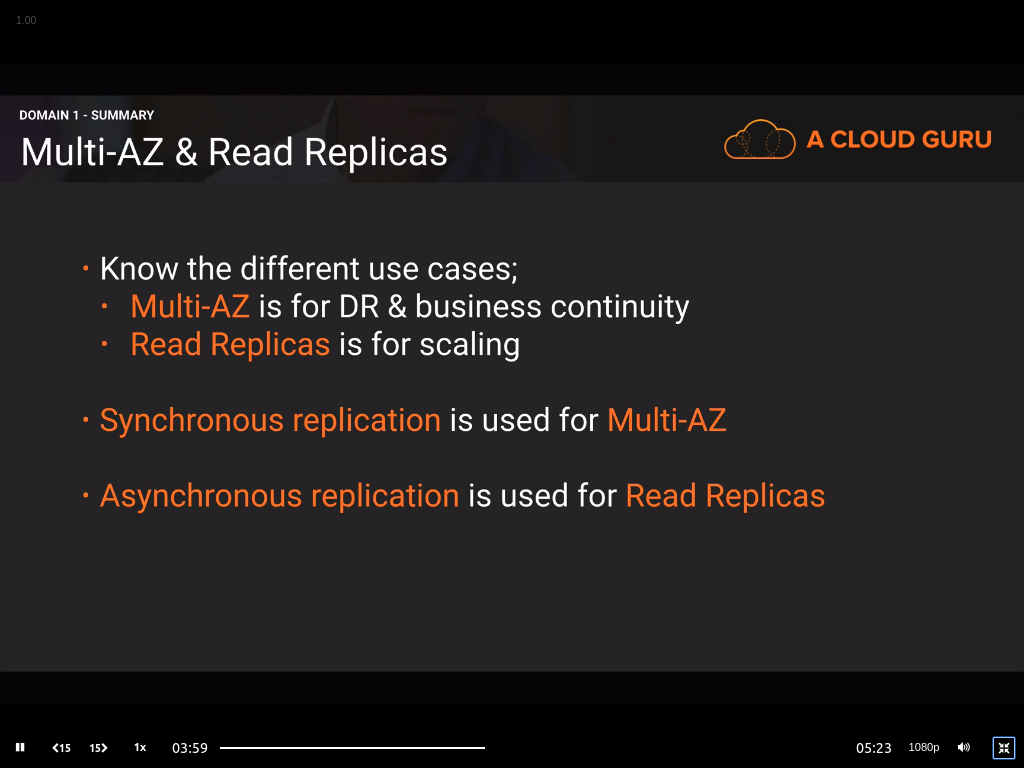 1.00
DOMAIN 1 - SUMMARY
Multi-AZ & Read Replicas
A CLOUD GURU
• Know the different use cases;
• Multi-AZ is for DR & business continuity
• Read Replicas is for scaling
• Synchronous replication is used for Multi-AZ
• Asynchronous replication is used for Read Replicas
15 15 1x 03:59 05:23 1080p